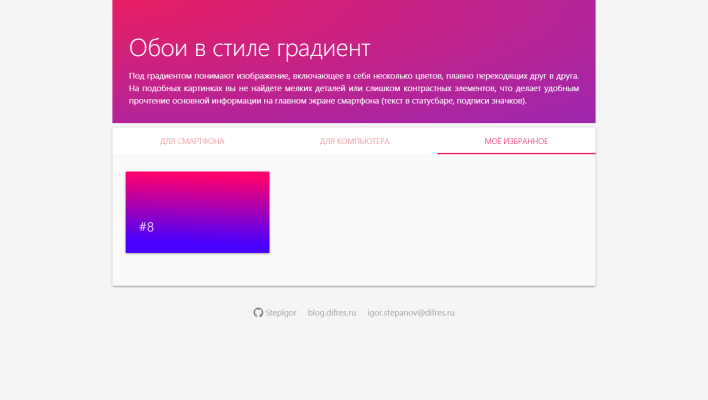 Обои в стиле градиент
Под градиентом понимают изображение, включающее в себя несколько цветов, плавно переходящих друг в друга.
На подобных картинках вы не найдете мелких деталей или слишком контрастных элементов, что делает удобным
прочтение основной информации на главном экране смартфона (текст в статусбаре, подписи значков).
ДЛЯ СМАРТФОНА
ДЛЯ КОМПЬЮТЕРА
МОЁ ИЗБРАННОЕ
#8
StepIgor blog.difres.ru igor.stepanov@difres.ru